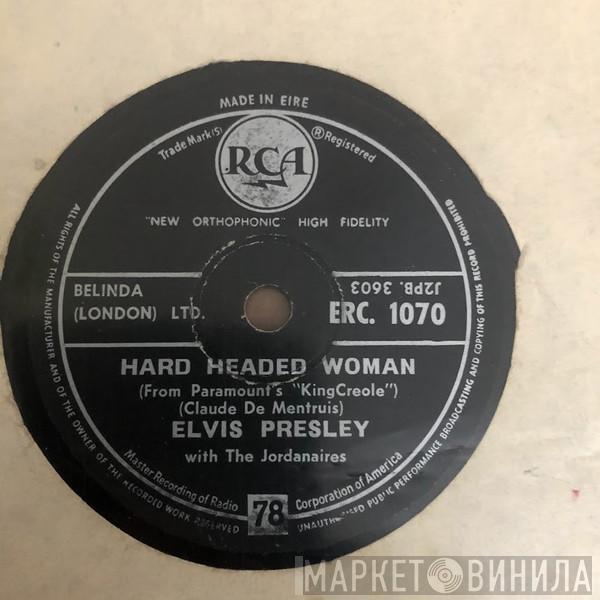 MADE IN EIRE
Trade Mark(s) ® Registered
RCA
"NEW ORTHOPHONIC" HIGH FIDELITY
BELINDA
(LONDON) LTD.
J2PB. 3603
ERC. 1070
HARD HEADED WOMAN
(From Paramount's "KingCreole")
(Claude De Mentruis)
ELVIS PRESLEY
with The Jordanaires
Master Recording of Radio Corporation of America
78
ALL RIGHTS OF THE MANUFACTURER AND OF THE OWNER OF THE RECORDED WORK RESERVED
UNAUTHORISED PUBLIC PERFORMANCE BROADCASTING AND COPYING OF THIS RECORD PROHIBITED
МАРКЕТ ВИНИЛА